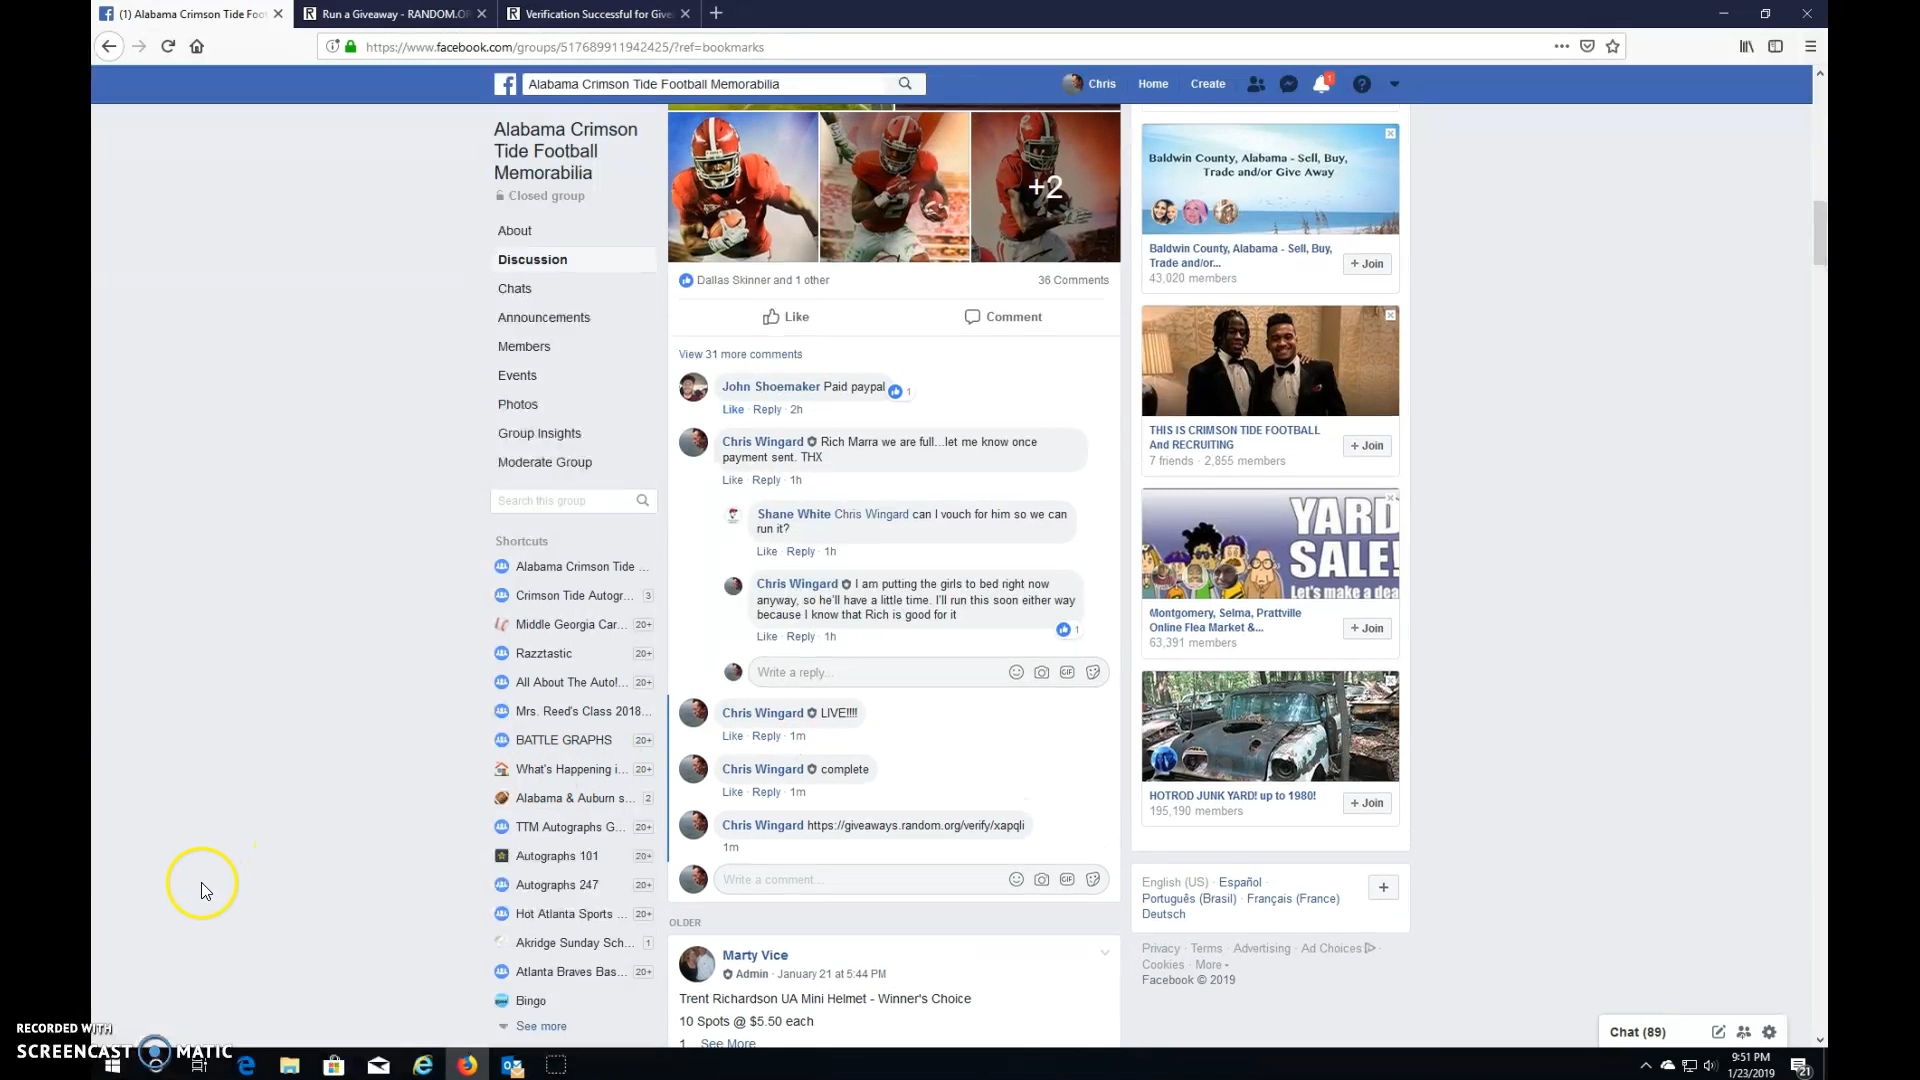 (1) Alabama Crimson Tide Foot
Run a Giveaway - RANDOM.OR
Verification Successful for Give
https://www.facebook.com/groups/517689911942425/?ref=bookmarks
Alabama Crimson Tide Football Memorabilia
Chris
Home
Create
1
Alabama Crimson
Tide Football
Memorabilia
Closed group
About
Discussion
Chats
Announcements
Members
Events
Photos
Group Insights
Moderate Group
Search this group
Shortcuts
Alabama Crimson Tide ...
Crimson Tide Autogr... 3
Middle Georgia Car... 20+
Razztastic 20+
All About The Auto!... 20+
Mrs. Reed's Class 2018...
BATTLE GRAPHS 20+
What's Happening i... 20+
Alabama & Auburn s... 2
TTM Autographs G... 20+
Autographs 101 20+
Autographs 247 20+
Hot Atlanta Sports ... 20+
Akridge Sunday Sch... 1
Atlanta Braves Bas... 20+
Bingo
See more
+2
Dallas Skinner and 1 other
36 Comments
Like
Comment
View 31 more comments
John Shoemaker Paid paypal
1
Like · Reply · 2h
Chris Wingard Rich Marra we are full...let me know once
payment sent. THX
Like · Reply · 1h
Shane White Chris Wingard can I vouch for him so we can
run it?
Like · Reply · 1h
Chris Wingard I am putting the girls to bed right now
anyway, so he'll have a little time. I'll run this soon either way
because I know that Rich is good for it
1
Like · Reply · 1h
Write a reply...
Chris Wingard LIVE!!!!
Like · Reply · 1m
Chris Wingard complete
Like · Reply · 1m
Chris Wingard https://giveaways.random.org/verify/xapqli
1m
Write a comment...
OLDER
Marty Vice
Admin · January 21 at 5:44 PM
Trent Richardson UA Mini Helmet - Winner's Choice
10 Spots @ $5.50 each
1 See More
Baldwin County, Alabama - Sell, Buy,
Trade and/or Give Away
Baldwin County, Alabama - Sell, Buy,
Trade and/or...
43,020 members
+ Join
THIS IS CRIMSON TIDE FOOTBALL
And RECRUITING
7 friends · 2,855 members
+ Join
YARD
SALE!
Let's make a dea
Montgomery, Selma, Prattville
Online Flea Market &...
63,391 members
+ Join
HOTROD JUNK YARD! up to 1980!
195,190 members
+ Join
English (US) · Español ·
Português (Brasil) · Français (France) ·
Deutsch
Privacy · Terms · Advertising · Ad Choices ·
Cookies · More
Facebook © 2019
Chat (89)
RECORDED WITH
SCREENCAST MATIC
9:51 PM
1/23/2019
21